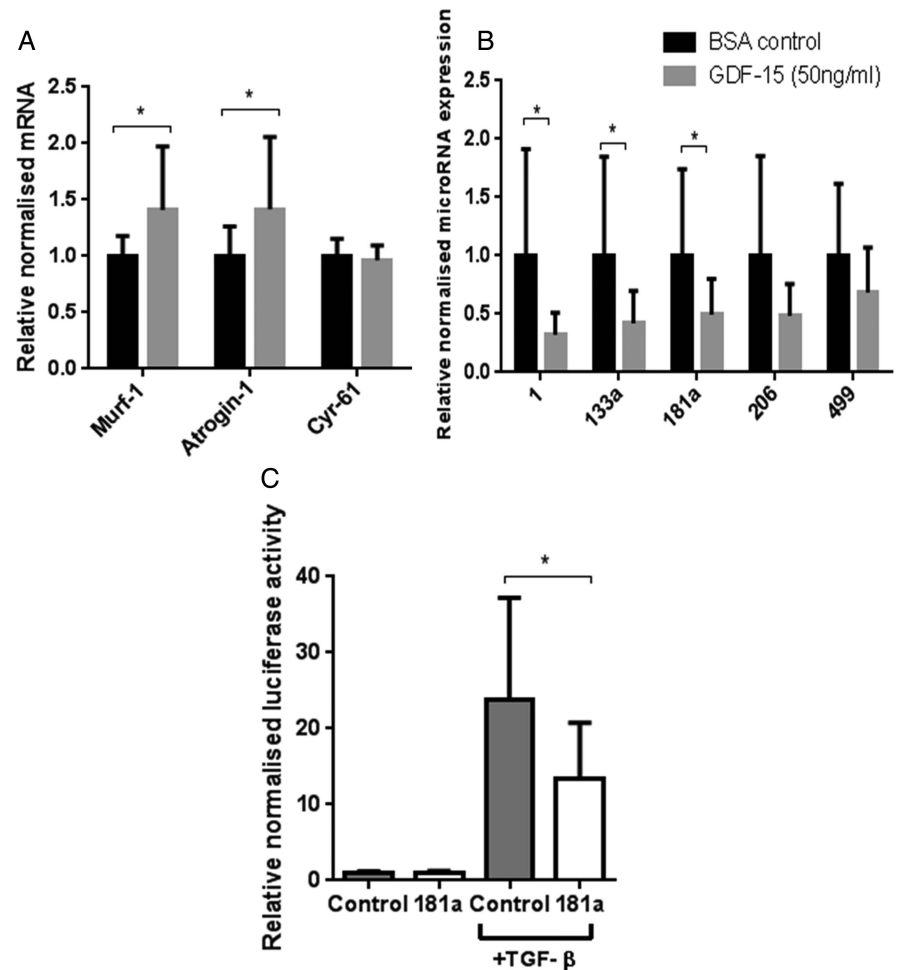 A
Relative normalised mRNA
2.5
2.0
1.5
1.0
0.5
0.0
*
*
Murf-1
Atrogin-1
Cyr-61
B
BSA control
GDF-15 (50ng/ml)
Relative normalised microRNA expression
2.5
2.0
1.5
1.0
0.5
0.0
*
*
*
1
133a
181a
206
499
C
Relative normalised luciferase activity
40
30
20
10
0
*
Control 181a Control 181a
+TGF- β